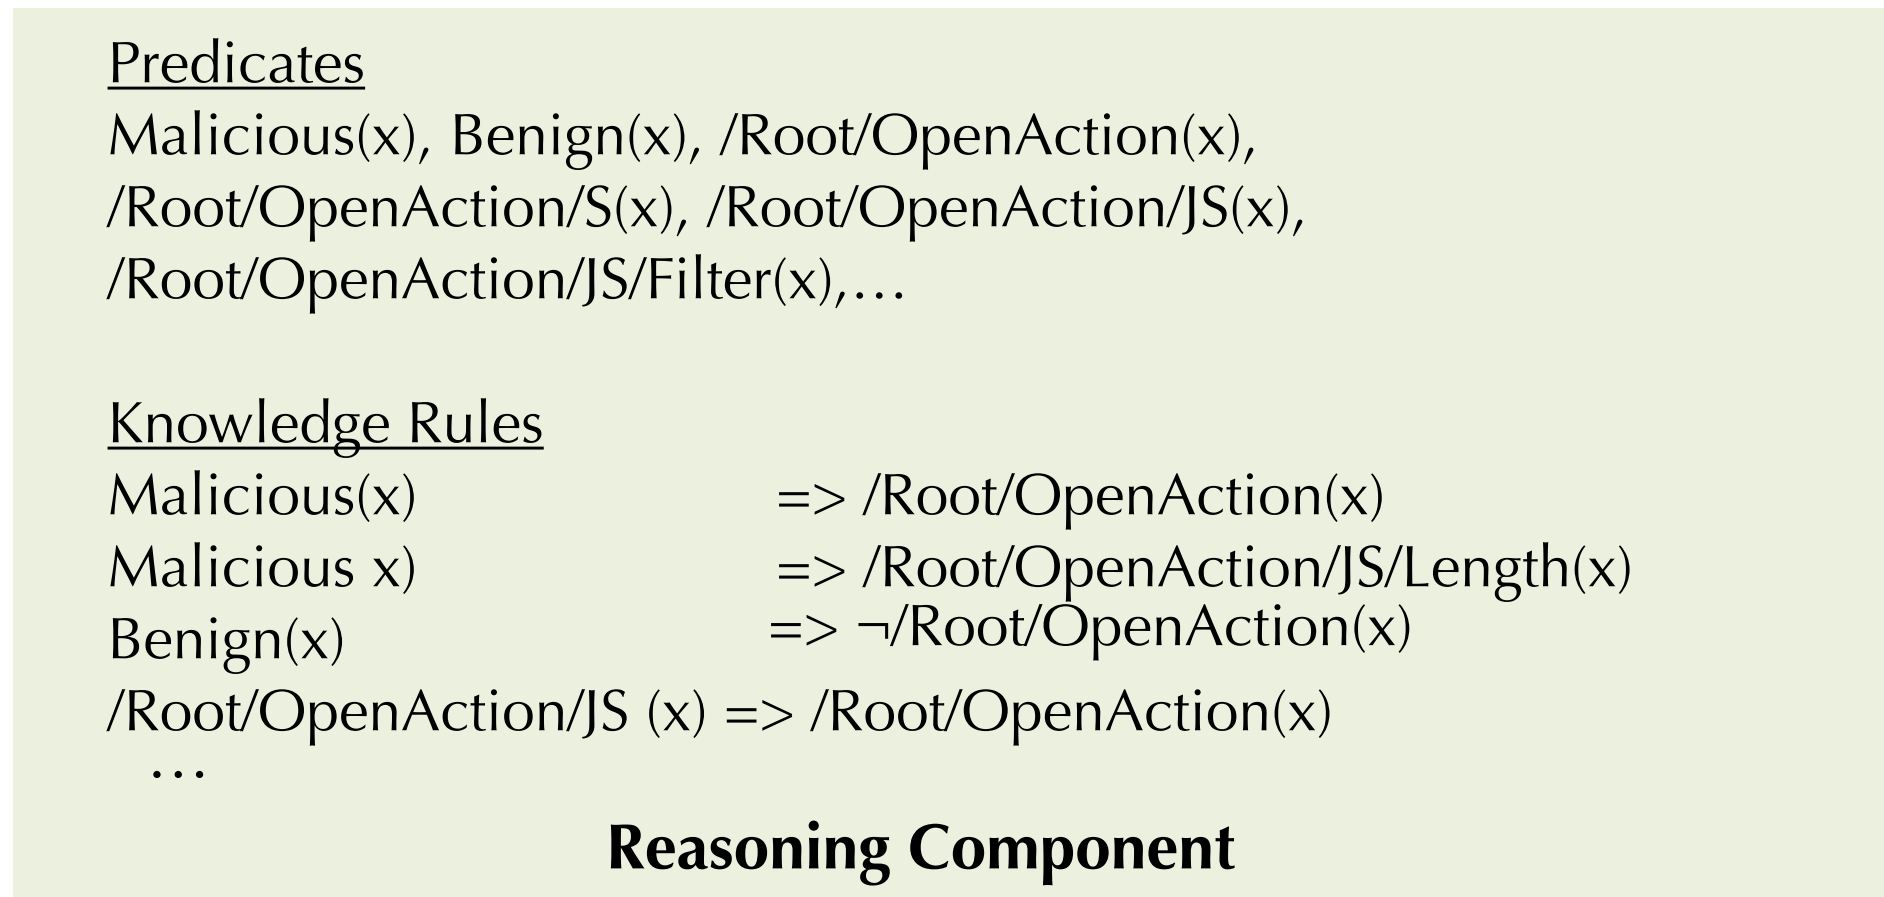 Predicates
Malicious(x), Benign(x), /Root/OpenAction(x),
/Root/OpenAction/S(x), /Root/OpenAction/JS(x),
/Root/OpenAction/JS/Filter(x),…
Knowledge Rules
Malicious(x) => /Root/OpenAction(x)
Malicious x) => /Root/OpenAction/JS/Length(x)
Benign(x) => ¬/Root/OpenAction(x)
/Root/OpenAction/JS (x) => /Root/OpenAction(x)
…
Reasoning Component